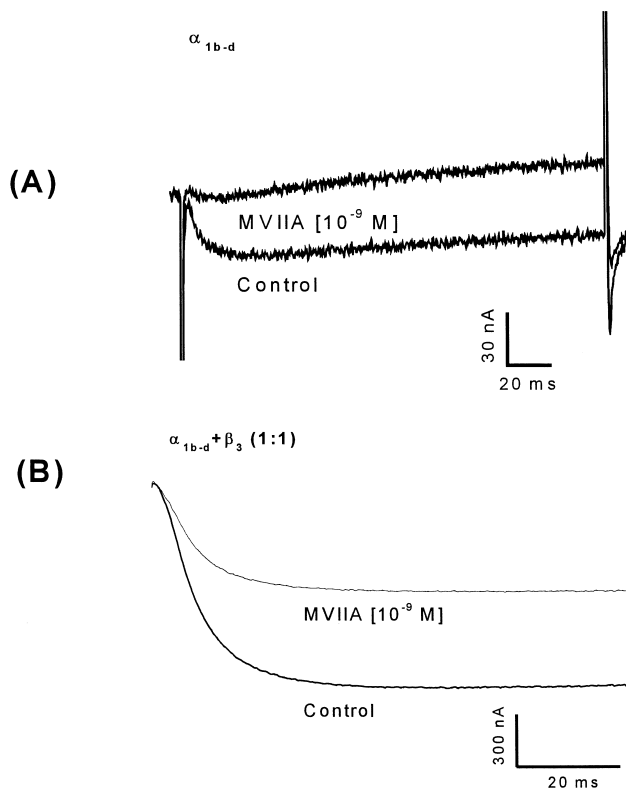 α 1b-d
(A)
MVIIA [10⁻⁹ M]
Control
30 nA
20 ms
α1b-d+β3 (1:1)
(B)
MVIIA [10⁻⁹ M]
Control
300 nA
20 ms